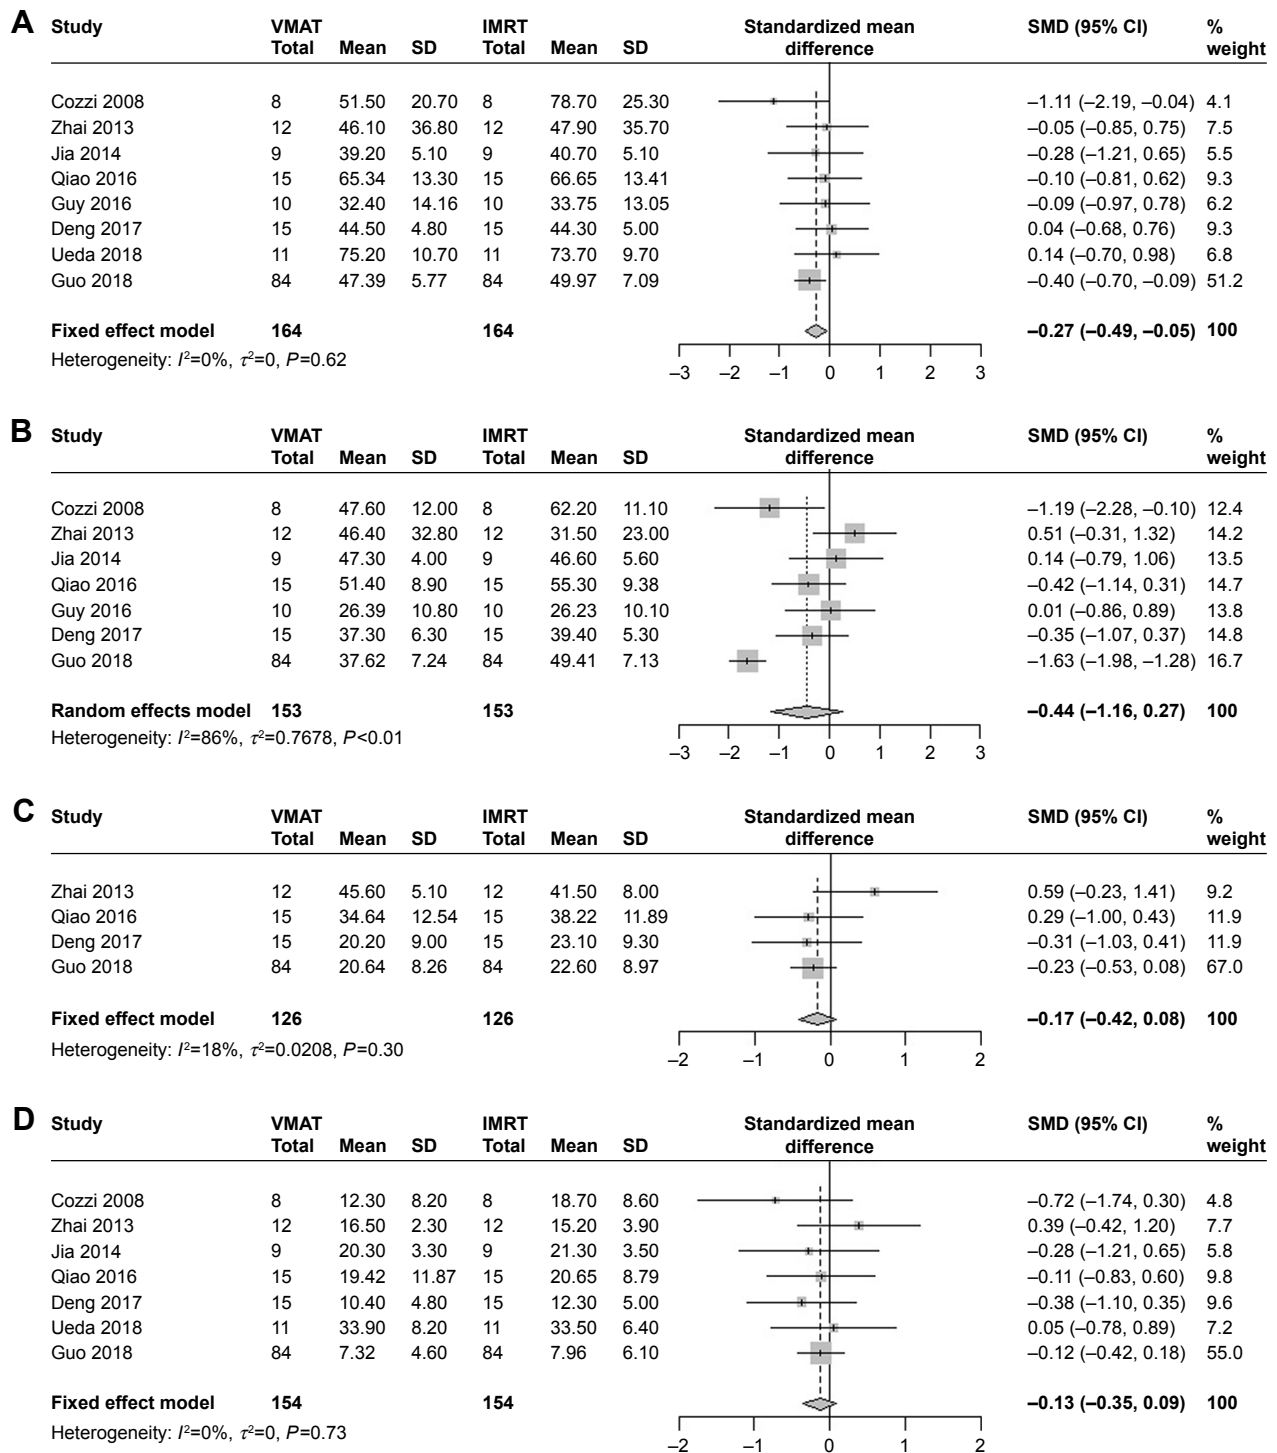 A Study VMAT IMRT Standardized mean SMD (95% CI) %
Total Mean SD Total Mean SD difference weight
Cozzi 2008 8 51.50 20.70 8 78.70 25.30 –1.11 (–2.19, –0.04) 4.1
Zhai 2013 12 46.10 36.80 12 47.90 35.70 –0.05 (–0.85, 0.75) 7.5
Jia 2014 9 39.20 5.10 9 40.70 5.10 –0.28 (–1.21, 0.65) 5.5
Qiao 2016 15 65.34 13.30 15 66.65 13.41 –0.10 (–0.81, 0.62) 9.3
Guy 2016 10 32.40 14.16 10 33.75 13.05 –0.09 (–0.97, 0.78) 6.2
Deng 2017 15 44.50 4.80 15 44.30 5.00 0.04 (–0.68, 0.76) 9.3
Ueda 2018 11 75.20 10.70 11 73.70 9.70 0.14 (–0.70, 0.98) 6.8
Guo 2018 84 47.39 5.77 84 49.97 7.09 –0.40 (–0.70, –0.09) 51.2
Fixed effect model 164 164 –0.27 (–0.49, –0.05) 100
Heterogeneity: I²=0%, τ²=0, P=0.62
–3 –2 –1 0 1 2 3
B Study VMAT IMRT Standardized mean SMD (95% CI) %
Total Mean SD Total Mean SD difference weight
Cozzi 2008 8 47.60 12.00 8 62.20 11.10 –1.19 (–2.28, –0.10) 12.4
Zhai 2013 12 46.40 32.80 12 31.50 23.00 0.51 (–0.31, 1.32) 14.2
Jia 2014 9 47.30 4.00 9 46.60 5.60 0.14 (–0.79, 1.06) 13.5
Qiao 2016 15 51.40 8.90 15 55.30 9.38 –0.42 (–1.14, 0.31) 14.7
Guy 2016 10 26.39 10.80 10 26.23 10.10 0.01 (–0.86, 0.89) 13.8
Deng 2017 15 37.30 6.30 15 39.40 5.30 –0.35 (–1.07, 0.37) 14.8
Guo 2018 84 37.62 7.24 84 49.41 7.13 –1.63 (–1.98, –1.28) 16.7
Random effects model 153 153 –0.44 (–1.16, 0.27) 100
Heterogeneity: I²=86%, τ²=0.7678, P<0.01
–3 –2 –1 0 1 2 3
C Study VMAT IMRT Standardized mean SMD (95% CI) %
Total Mean SD Total Mean SD difference weight
Zhai 2013 12 45.60 5.10 12 41.50 8.00 0.59 (–0.23, 1.41) 9.2
Qiao 2016 15 34.64 12.54 15 38.22 11.89 0.29 (–1.00, 0.43) 11.9
Deng 2017 15 20.20 9.00 15 23.10 9.30 –0.31 (–1.03, 0.41) 11.9
Guo 2018 84 20.64 8.26 84 22.60 8.97 –0.23 (–0.53, 0.08) 67.0
Fixed effect model 126 126 –0.17 (–0.42, 0.08) 100
Heterogeneity: I²=18%, τ²=0.0208, P=0.30
–2 –1 0 1 2
D Study VMAT IMRT Standardized mean SMD (95% CI) %
Total Mean SD Total Mean SD difference weight
Cozzi 2008 8 12.30 8.20 8 18.70 8.60 –0.72 (–1.74, 0.30) 4.8
Zhai 2013 12 16.50 2.30 12 15.20 3.90 0.39 (–0.42, 1.20) 7.7
Jia 2014 9 20.30 3.30 9 21.30 3.50 –0.28 (–1.21, 0.65) 5.8
Qiao 2016 15 19.42 11.87 15 20.65 8.79 –0.11 (–0.83, 0.60) 9.8
Deng 2017 15 10.40 4.80 15 12.30 5.00 –0.38 (–1.10, 0.35) 9.6
Ueda 2018 11 33.90 8.20 11 33.50 6.40 0.05 (–0.78, 0.89) 7.2
Guo 2018 84 7.32 4.60 84 7.96 6.10 –0.12 (–0.42, 0.18) 55.0
Fixed effect model 154 154 –0.13 (–0.35, 0.09) 100
Heterogeneity: I²=0%, τ²=0, P=0.73
–2 –1 0 1 2